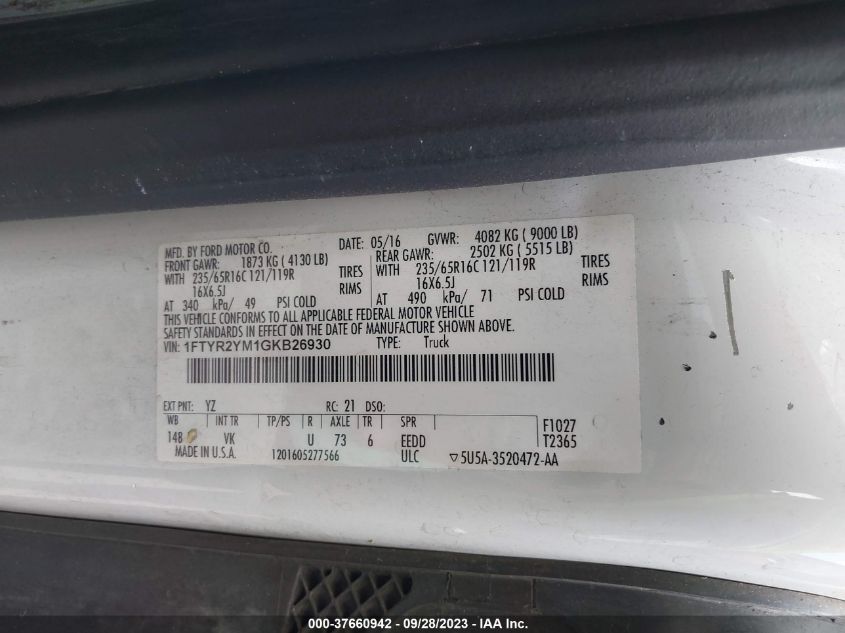 MFD. BY FORD MOTOR CO. DATE: 05/16 GVWR: 4082 KG ( 9000 LB)
FRONT GAWR: 1873 KG ( 4130 LB) REAR GAWR: 2502 KG ( 5515 LB)
WITH 235/65R16C 121/119R TIRES WITH 235/65R16C 121/119R TIRES
16X6.5J RIMS 16X6.5J RIMS
AT 340 kPa/ 49 PSI COLD AT 490 kPa/ 71 PSI COLD
THIS VEHICLE CONFORMS TO ALL APPLICABLE FEDERAL MOTOR VEHICLE
SAFETY STANDARDS IN EFFECT ON THE DATE OF MANUFACTURE SHOWN ABOVE.
VIN: 1FTYR2YM1GKB26930 TYPE: Truck
EXT PNT: YZ RC: 21 DSO:
WB INT TR TP/PS R AXLE TR SPR F1027
148 VK U 73 6 EEDD T2365
MADE IN U.S.A. 1201605277566 ULC ▽5U5A-3520472-AA
000-37660942 - 09/28/2023 - IAA Inc.